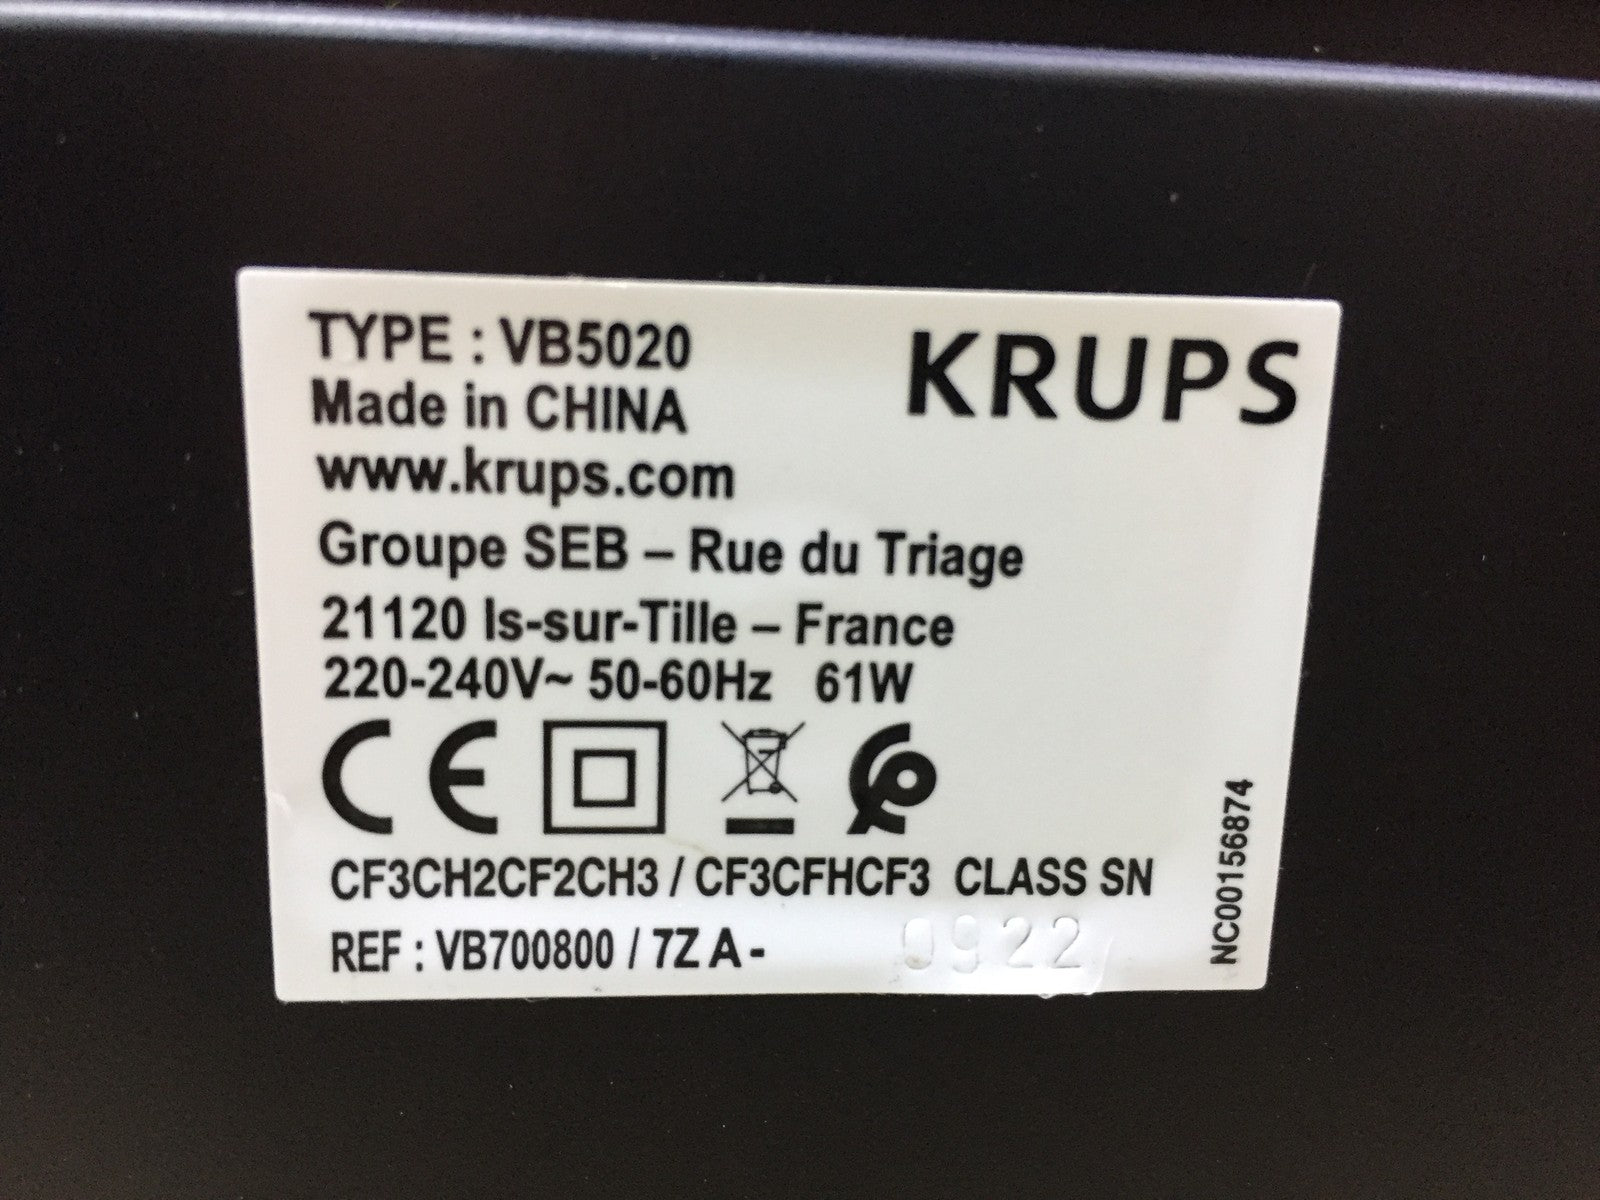 TYPE : VB5020
KRUPS
Made in CHINA
www.krups.com
Groupe SEB – Rue du Triage
21120 Is-sur-Tille – France
220-240V~ 50-60Hz 61W
CE
CF3CH2CF2CH3 / CF3CFHCF3 CLASS SN
REF : VB700800 / 7Z A -
0922
NC00156874